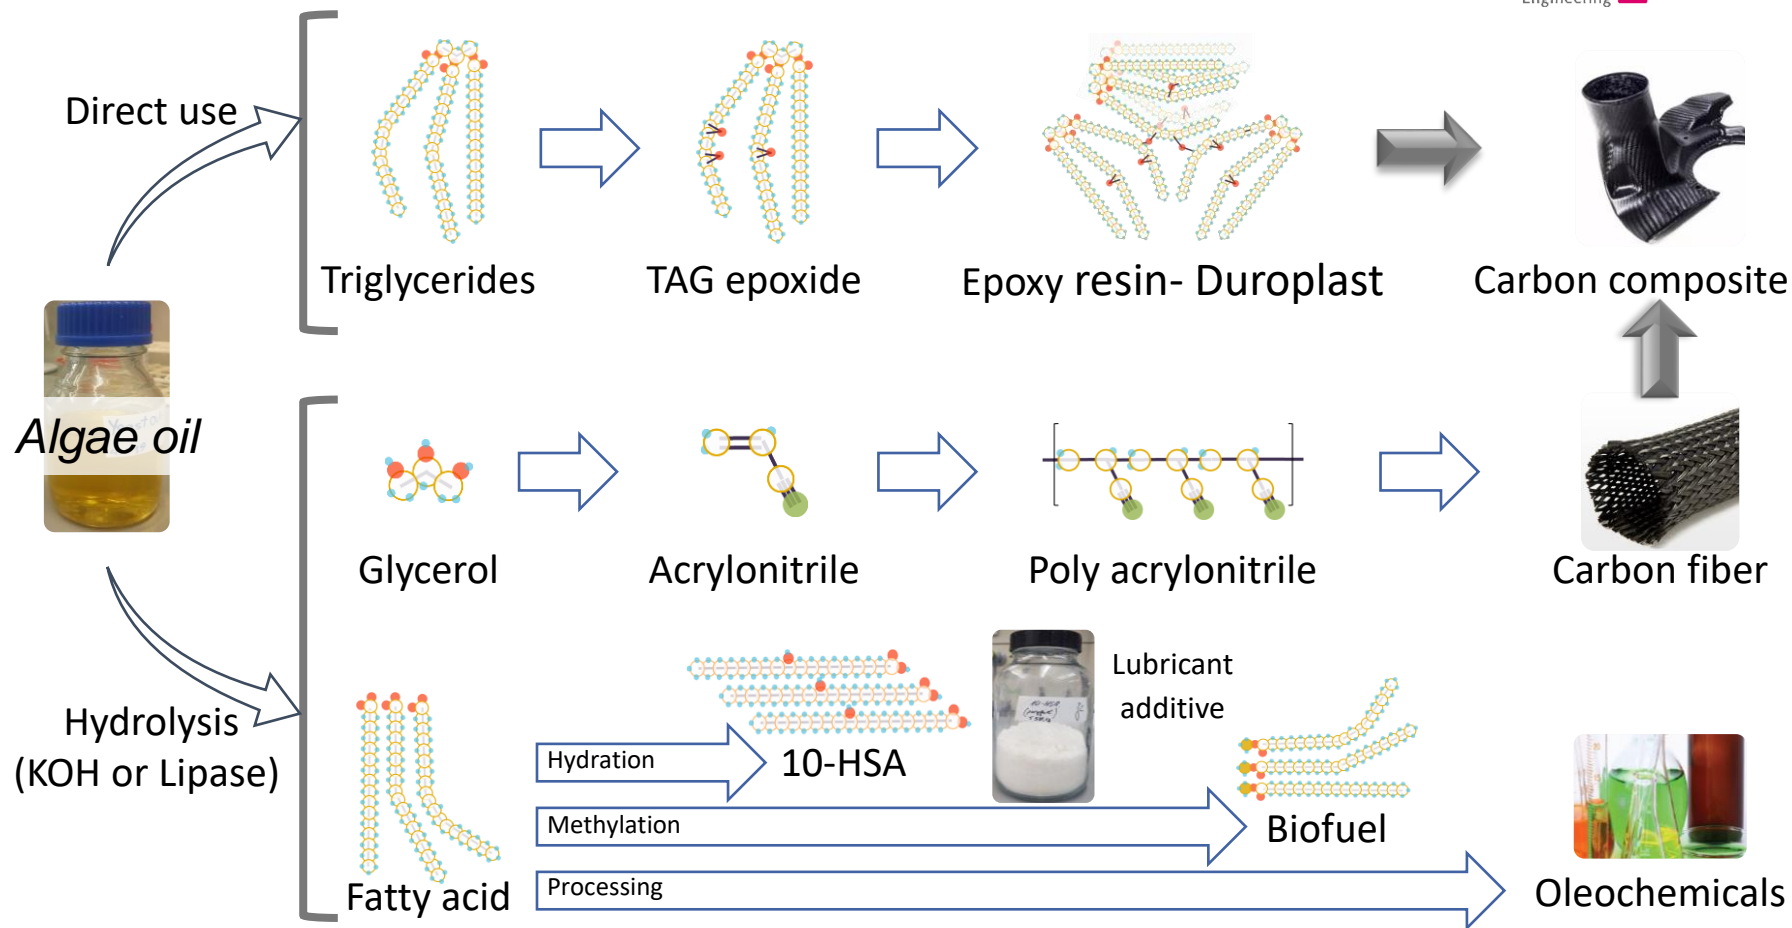 Engineering
Direct use
Triglycerides
TAG epoxide
Epoxy resin- Duroplast
Carbon composite
Algae oil
Glycerol
Acrylonitrile
Poly acrylonitrile
Carbon fiber
Hydrolysis
(KOH or Lipase)
Lubricant
additive
Hydration
10-HSA
Methylation
Biofuel
Processing
Fatty acid
Oleochemicals